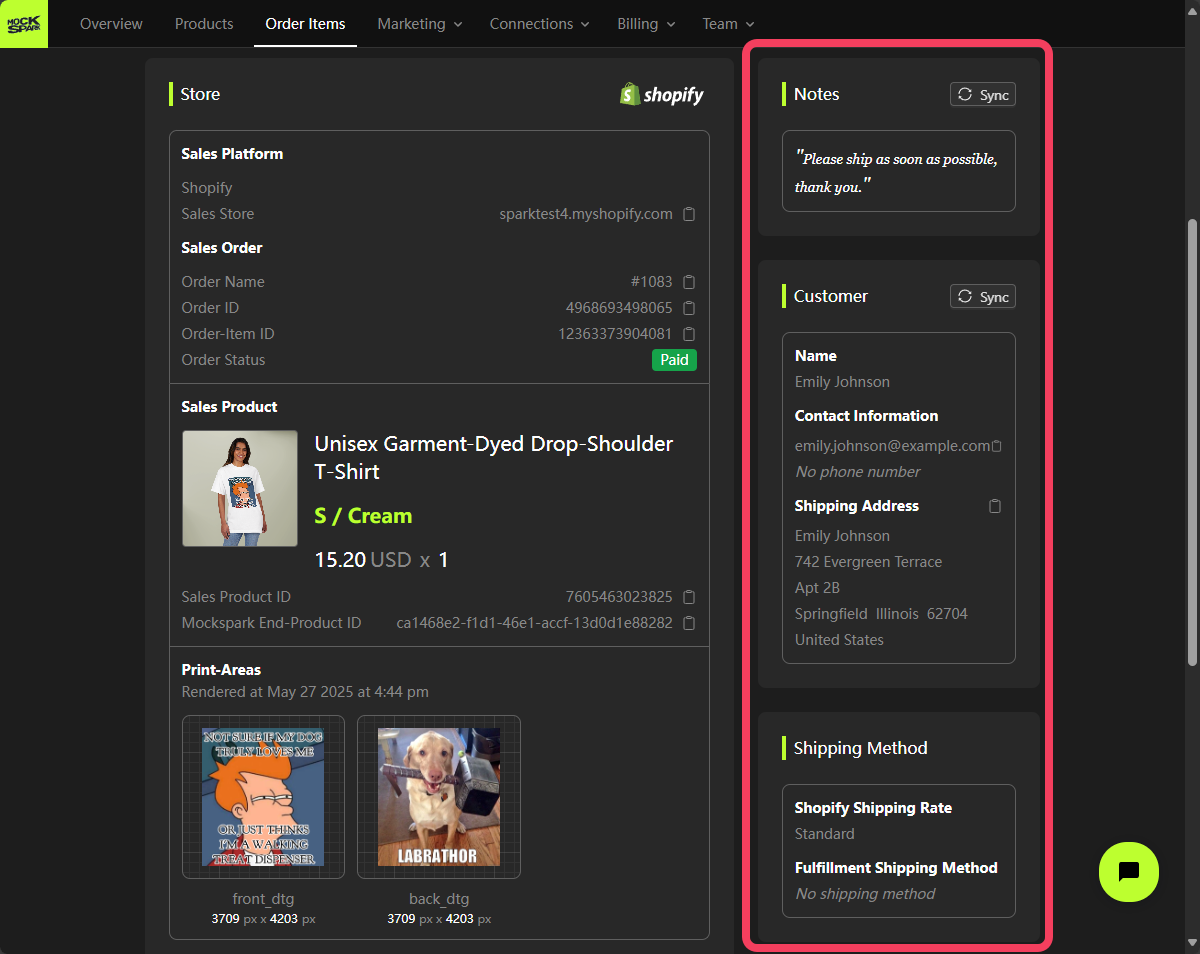 MOCK
SPARK
Overview
Products
Order Items
Marketing
Connections
Billing
Team
Store
shopify
Sales Platform
Shopify
Sales Store sparktest4.myshopify.com
Sales Order
Order Name #1083
Order ID 4968693498065
Order-Item ID 12363373904081
Order Status Paid
Sales Product
Unisex Garment-Dyed Drop-Shoulder
T-Shirt
S / Cream
15.20 USD x 1
Sales Product ID 7605463023825
Mockspark End-Product ID ca1468e2-f1d1-46e1-accf-13d0d1e88282
Print-Areas
Rendered at May 27 2025 at 4:44 pm
NOT SURE IF MY DOG
TRULY LOVES ME
OR JUST THINKS
I'M A WALKING
TREAT DISPENSER
LABRATHOR
front_dtg
3709 px x 4203 px
back_dtg
3709 px x 4203 px
Notes
Sync
"Please ship as soon as possible,
thank you."
Customer
Sync
Name
Emily Johnson
Contact Information
emily.johnson@example.com
No phone number
Shipping Address
Emily Johnson
742 Evergreen Terrace
Apt 2B
Springfield Illinois 62704
United States
Shipping Method
Shopify Shipping Rate
Standard
Fulfillment Shipping Method
No shipping method